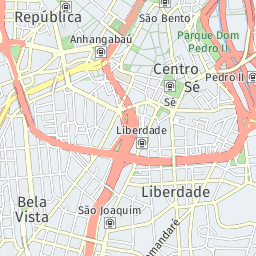 República
São Bento
Anhangabaú
Parque Dom
Pedro II
Centro
Pedro II
Sé
Sé
Liberdade
Liberdade
Bela
Vista
São Joaquim
mandaré